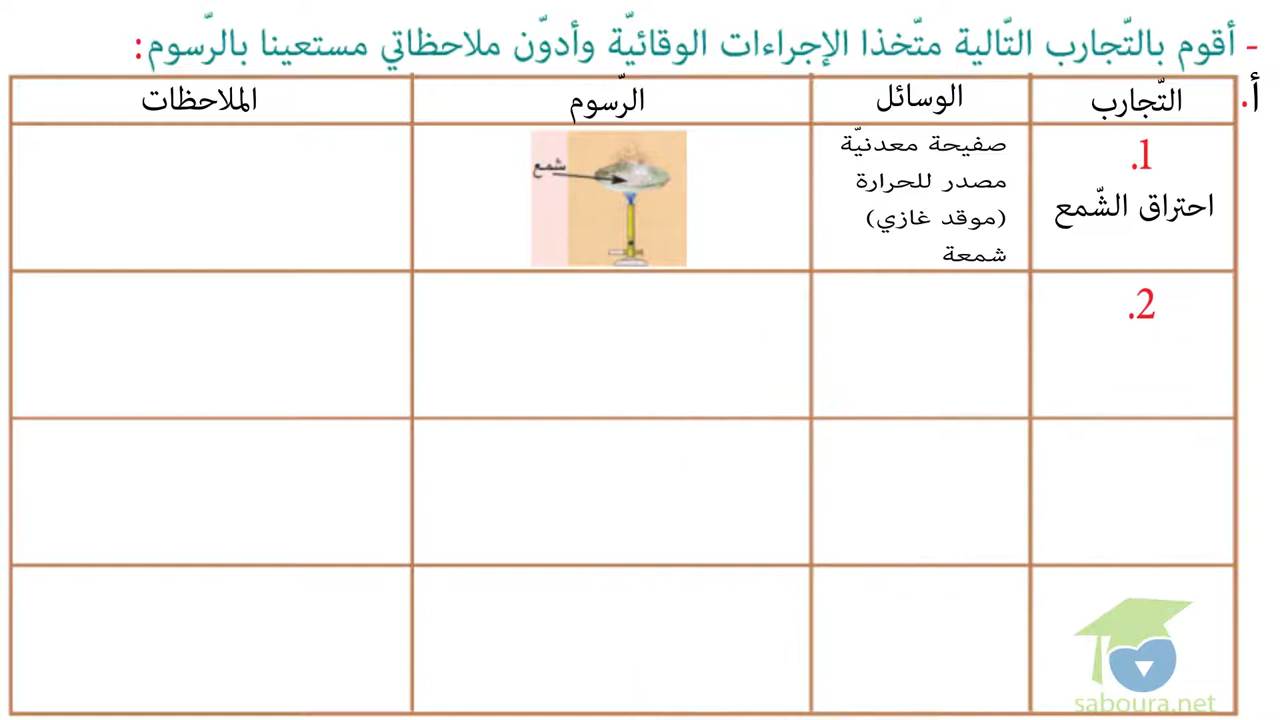 - أقوم بالتّجارب التّالية متّخذا الإجراءات الوقائيّة وأدوّن ملاحظاتي مستعينا بالرّسوم:
أ.
التّجارب
الوسائل
الرّسوم
الملاحظات
1.
احتراق الشّمع
صفيحة معدنيّة
مصدر للحرارة
(موقد غازي)
شمعة
شمع
2.
saboura.net